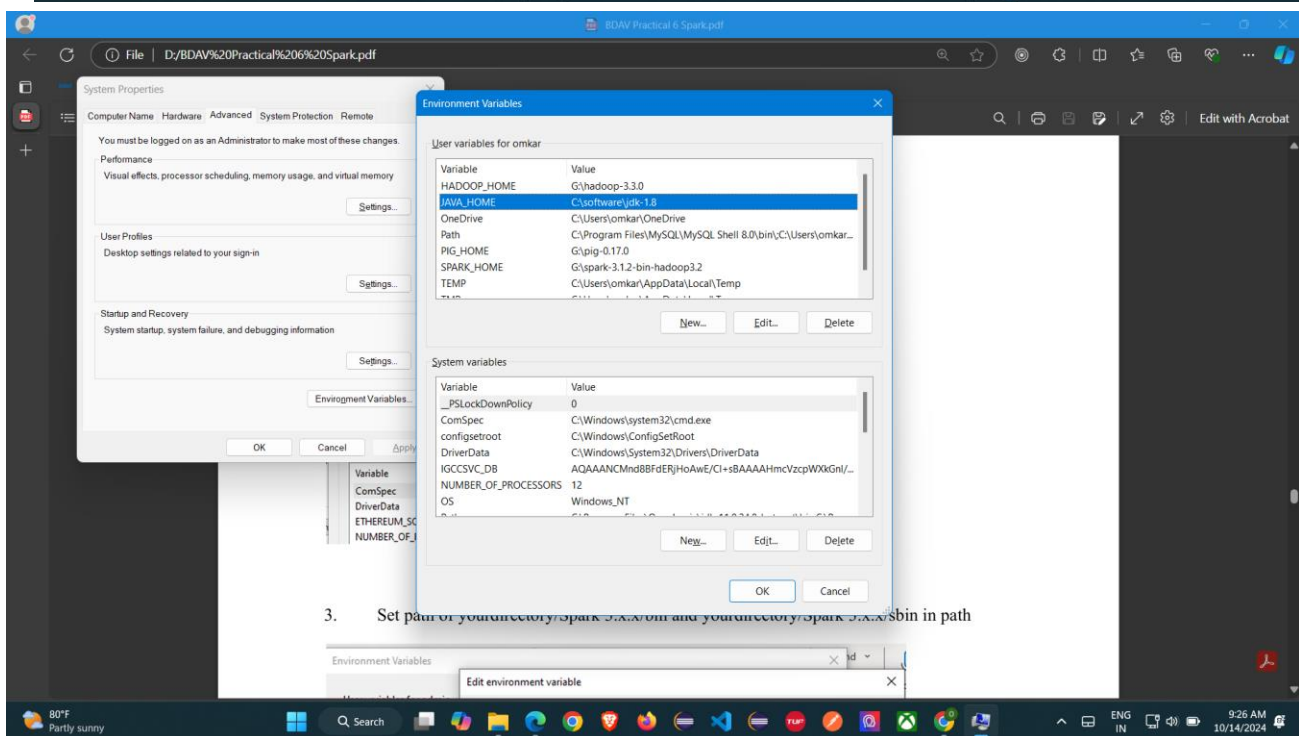 BDAV Practical 6 Spark.pdf
File | D:/BDAV%20Practical%206%20Spark.pdf
Edit with Acrobat
System Properties
Computer Name Hardware Advanced System Protection Remote
You must be logged on as an Administrator to make most of these changes.
Performance
Visual effects, processor scheduling, memory usage, and virtual memory
Settings...
User Profiles
Desktop settings related to your sign-in
Settings...
Startup and Recovery
System startup, system failure, and debugging information
Settings...
Environment Variables...
OK Cancel Apply
Environment Variables
User variables for omkar
Variable Value
HADOOP_HOME G:\hadoop-3.3.0
JAVA_HOME C:\software\jdk-1.8
OneDrive C:\Users\omkar\OneDrive
Path C:\Program Files\MySQL\MySQL Shell 8.0\bin\;C:\Users\omkar...
PIG_HOME G:\pig-0.17.0
SPARK_HOME G:\spark-3.1.2-bin-hadoop3.2
TEMP C:\Users\omkar\AppData\Local\Temp
New... Edit... Delete
System variables
Variable Value
__PSLockDownPolicy 0
ComSpec C:\Windows\system32\cmd.exe
configsetroot C:\Windows\ConfigSetRoot
DriverData C:\Windows\System32\Drivers\DriverData
IGCCSVC_DB
NUMBER_OF_PROCESSORS 12
OS Windows_NT
New... Edit... Delete
OK Cancel
Variable
ComSpec
DriverData
ETHEREUM_SC
NUMBER_OF_
3. Set path of yourdirectory/Spark 3.x.x/bin and yourdirectory/Spark 3.x.x/sbin in path
Environment Variables
Edit environment variable
80°F
Partly sunny
Search
ENG
IN
9:26 AM
10/14/2024